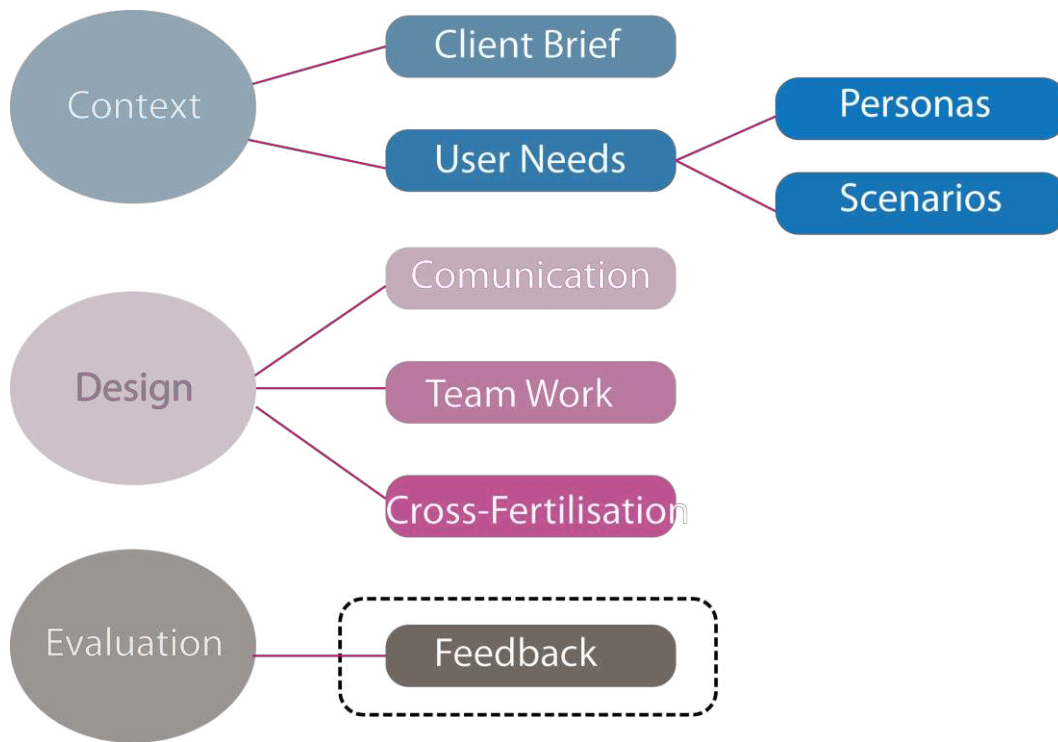 Context
Client Brief
User Needs
Personas
Scenarios
Design
Comunication
Team Work
Cross-Fertilisation
Evaluation
Feedback